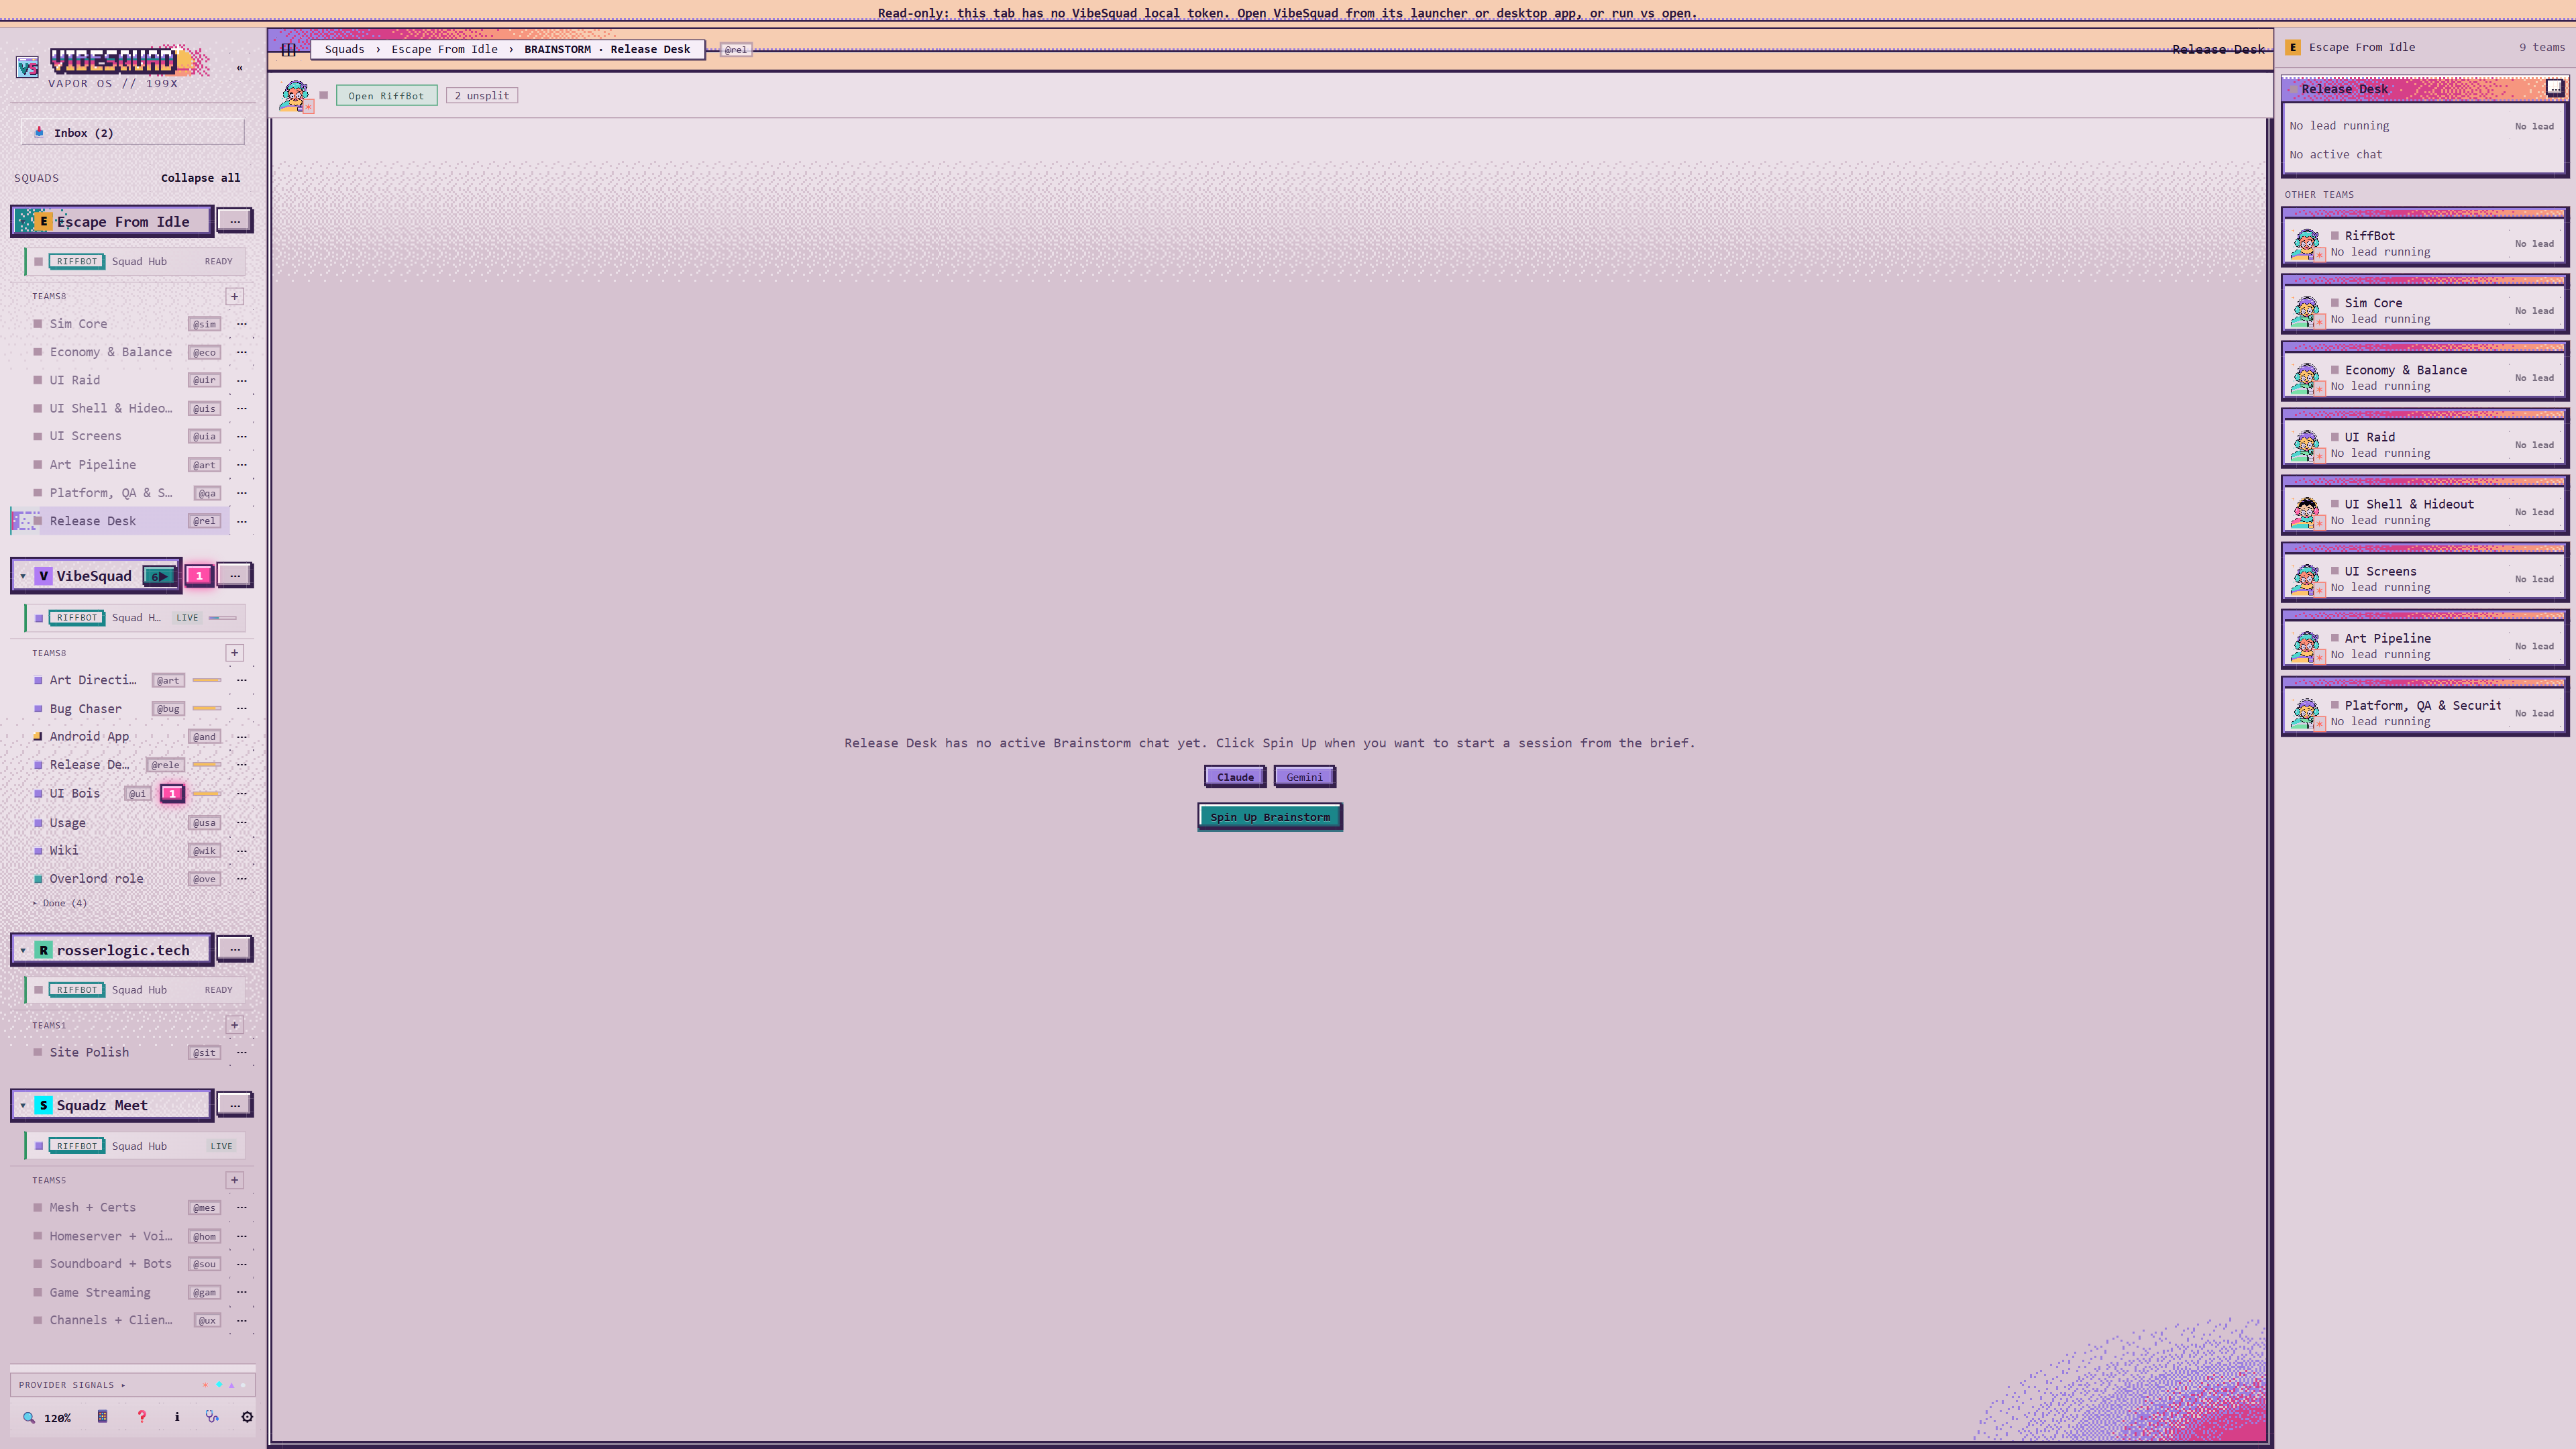 Read-only: this tab has no VibeSquad local token. Open VibeSquad from its launcher or desktop app, or run vs open.
VS VIBESQUAD
VAPOR OS // 199X
«
Inbox (2)
SQUADS Collapse all
E Escape From Idle ...
RIFFBOT Squad Hub READY
TEAMS8 +
Sim Core @sim ...
Economy & Balance @eco ...
UI Raid @uir ...
UI Shell & Hideo… @uis ...
UI Screens @uia ...
Art Pipeline @art ...
Platform, QA & S… @qa ...
Release Desk @rel ...
▾ V VibeSquad 6▶ 1 ...
RIFFBOT Squad H… LIVE
TEAMS8 +
Art Directi… @art ...
Bug Chaser @bug ...
Android App @and ...
Release De… @rele ...
UI Bois @ui 1 ...
Usage @usa ...
Wiki @wik ...
Overlord role @ove ...
▸ Done (4)
▾ R rosserlogic.tech ...
RIFFBOT Squad Hub READY
TEAMS1 +
Site Polish @sit ...
▾ S Squadz Meet ...
RIFFBOT Squad Hub LIVE
TEAMS5 +
Mesh + Certs @mes ...
Homeserver + Voi… @hom ...
Soundboard + Bots @sou ...
Game Streaming @gam ...
Channels + Clien… @ux ...
PROVIDER SIGNALS ▸
120% ❓ i
Squads › Escape From Idle › BRAINSTORM · Release Desk @rel
Release Desk
Open RiffBot 2 unsplit
Release Desk has no active Brainstorm chat yet. Click Spin Up when you want to start a session from the brief.
Claude Gemini
Spin Up Brainstorm
E Escape From Idle 9 teams
Release Desk ...
No lead running No lead
No active chat
OTHER TEAMS
RiffBot
No lead running No lead
Sim Core
No lead running No lead
Economy & Balance
No lead running No lead
UI Raid
No lead running No lead
UI Shell & Hideout
No lead running No lead
UI Screens
No lead running No lead
Art Pipeline
No lead running No lead
Platform, QA & Securit
No lead running No lead